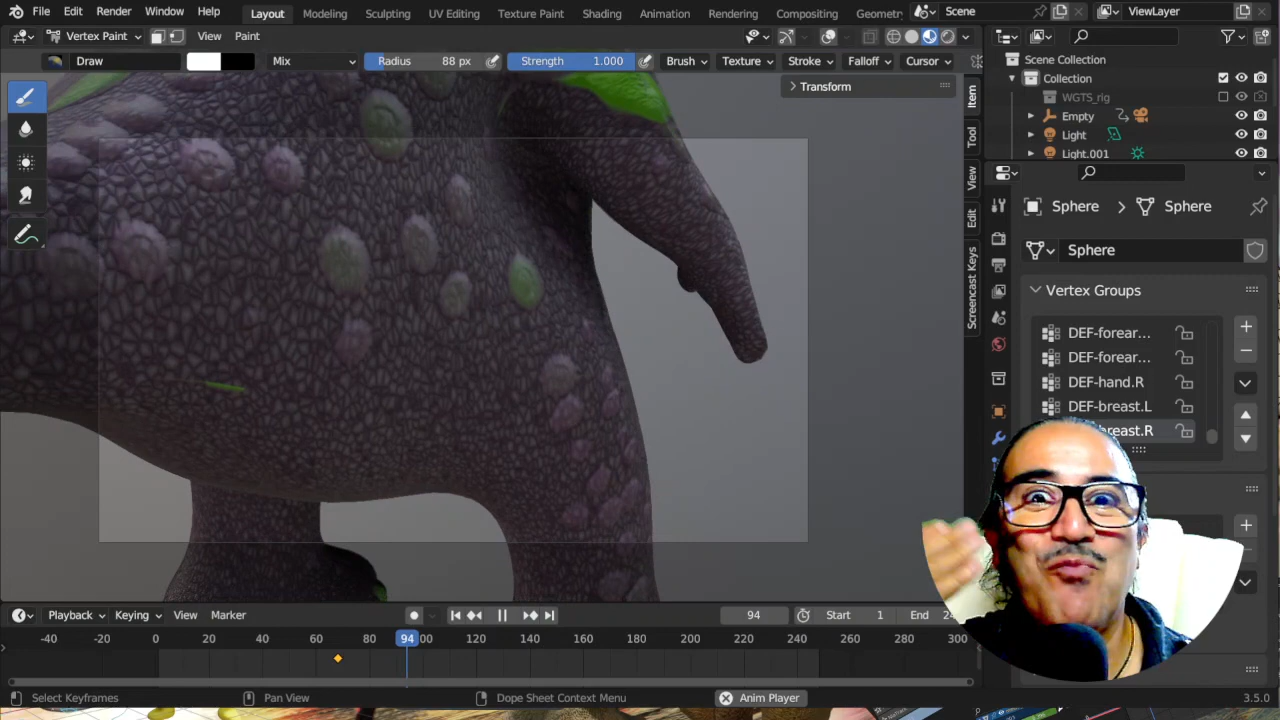 File Edit Render Window Help Layout Modeling Sculpting UV Editing Texture Paint Shading Animation Rendering Compositing Geometr Scene ViewLayer
Vertex Paint View Paint
Draw Mix Radius 88 px Strength 1.000 Brush Texture Stroke Falloff Cursor
Scene Collection
Collection
WGTS_rig
Empty
Light
Light.001
Transform
Item
Tool
View
Edit
Screencast Keys
Sphere Sphere
Sphere
Vertex Groups
DEF-forear...
DEF-forear...
DEF-hand.R
DEF-breast.L
breast.R
Playback Keying View Marker 94 Start 1 End 24
-40 -20 0 20 40 60 80 94 00 120 140 160 180 200 220 240 260 280 300
Select Keyframes Pan View Dope Sheet Context Menu Anim Player 3.5.0